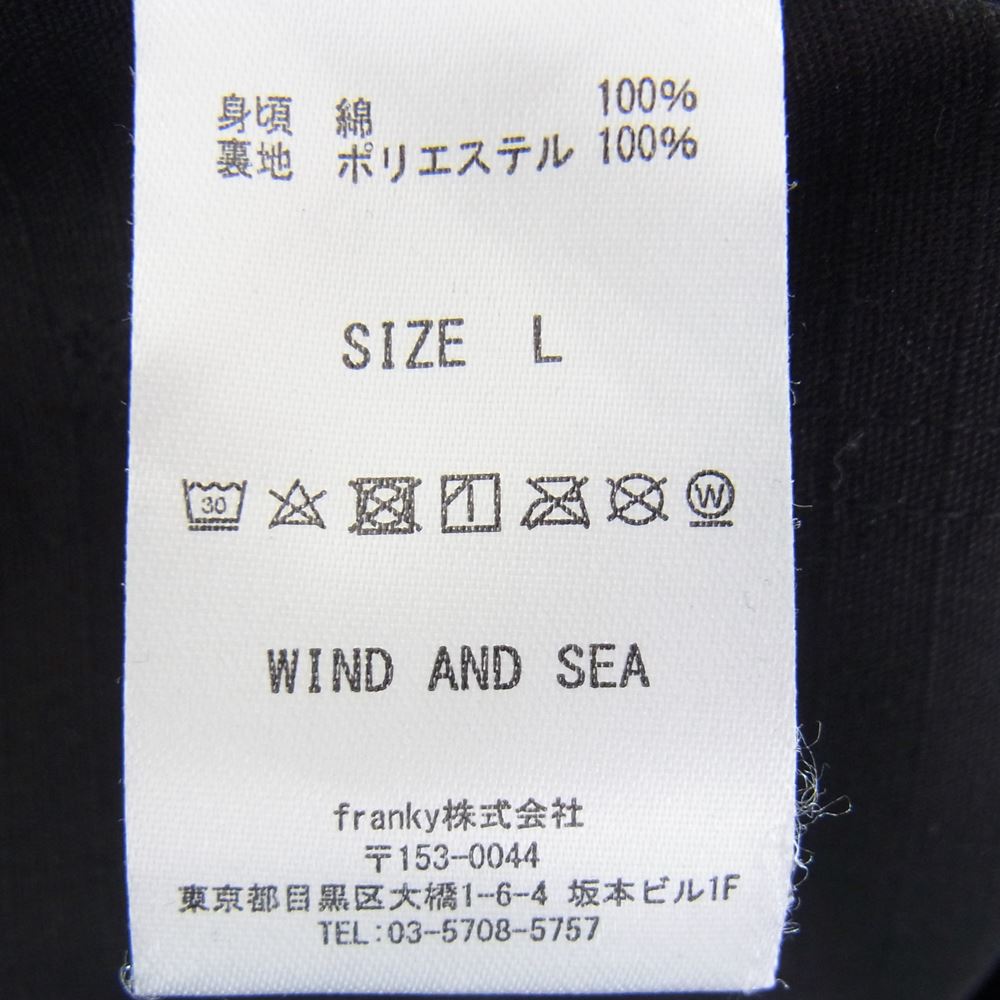 身頃 綿 100%
裏地 ポリエステル 100%
SIZE L
30 W
WIND AND SEA
franky株式会社
〒153-0044
東京都目黒区大橋1-6-4 坂本ビル1F
TEL:03-5708-5757